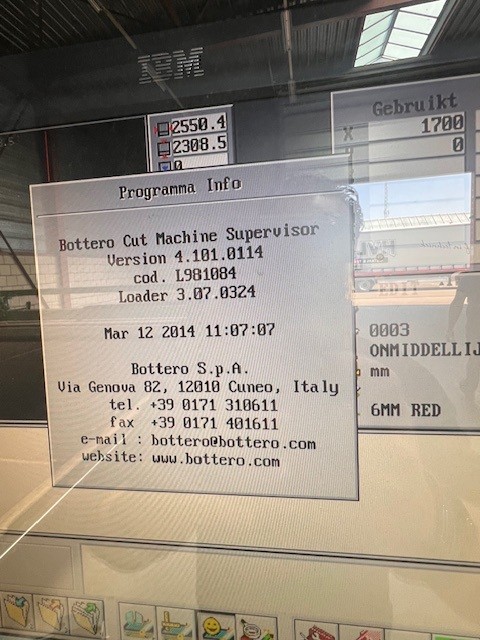 IBM
2550.4
2308.5
0
Gebruikt
X 1700
0
Programma Info
Bottero Cut Machine Supervisor
Version 4.101.0114
cod. L981084
Loader 3.07.0324
Mar 12 2014 11:07:07
Bottero S.p.A.
Via Genova 82, 12010 Cuneo, Italy
tel. +39 0171 310611
fax +39 0171 401611
e-mail : bottero@bottero.com
website: www.bottero.com
EDIT
0003
ONMIDDELLIJ
mm
6MM RED